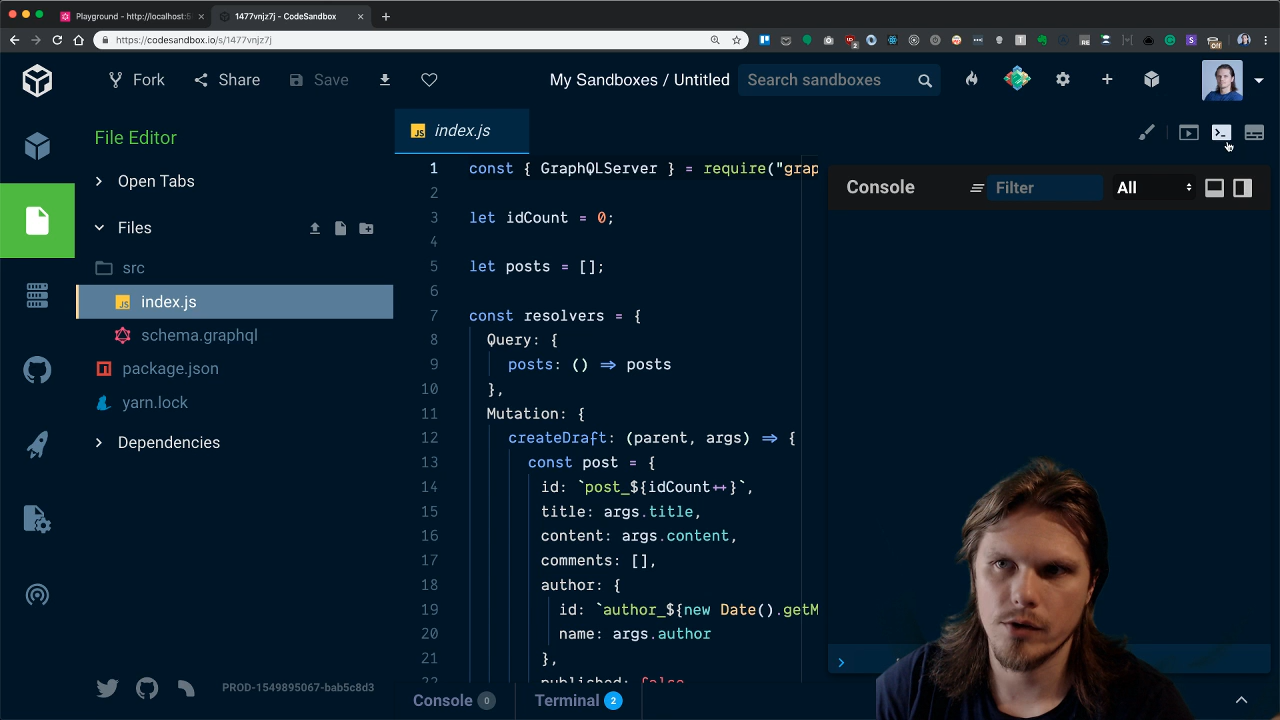 Playground - http://localhost:
1477vnjz7j - CodeSandbox
https://codesandbox.io/s/1477vnjz7j
Fork
Share
Save
My Sandboxes / Untitled
Search sandboxes
File Editor
Open Tabs
Files
src
index.js
schema.graphql
package.json
yarn.lock
Dependencies
PROD-1549895067-bab5c8d3
index.js
1 const { GraphQLServer } = require("grap
2
3 let idCount = 0;
4
5 let posts = [];
6
7 const resolvers = {
8 Query: {
9 posts: () => posts
10 },
11 Mutation: {
12 createDraft: (parent, args) => {
13 const post = {
14 id: `post_${idCount++}`,
15 title: args.title,
16 content: args.content,
17 comments: [],
18 author: {
19 id: `author_${new Date().getM
20 name: args.author
21 },
22 published: false
Console
Filter
All
Console 0
Terminal 2